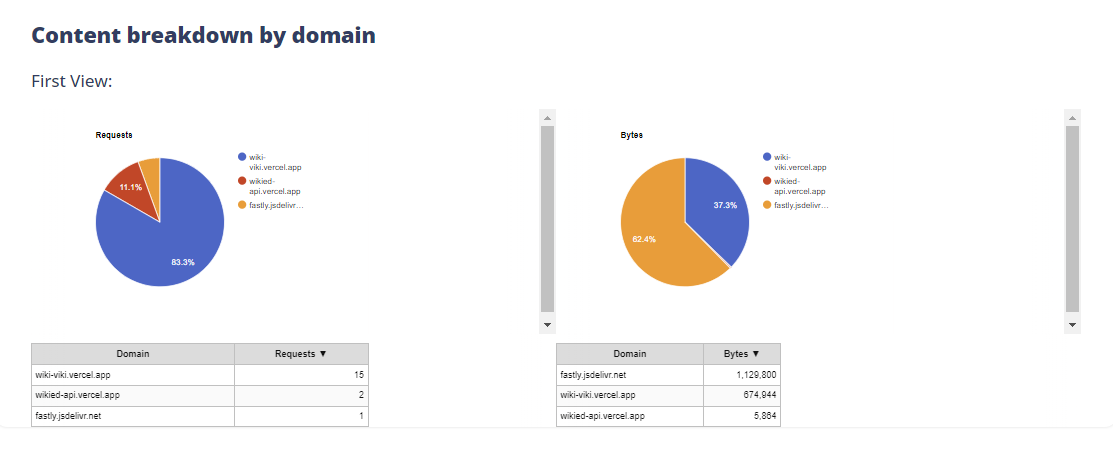 Content breakdown by domain
First View:
Requests
wiki-
viki.vercel.app
wikied-
api.vercel.app
fastly.jsdelivr...
11.1%
83.3%
Bytes
wiki-
viki.vercel.app
wikied-
api.vercel.app
fastly.jsdelivr...
37.3%
62.4%
Domain Requests ▼
wiki-viki.vercel.app 15
wikied-api.vercel.app 2
fastly.jsdelivr.net 1
Domain Bytes ▼
fastly.jsdelivr.net 1,129,800
wiki-viki.vercel.app 674,944
wikied-api.vercel.app 5,864